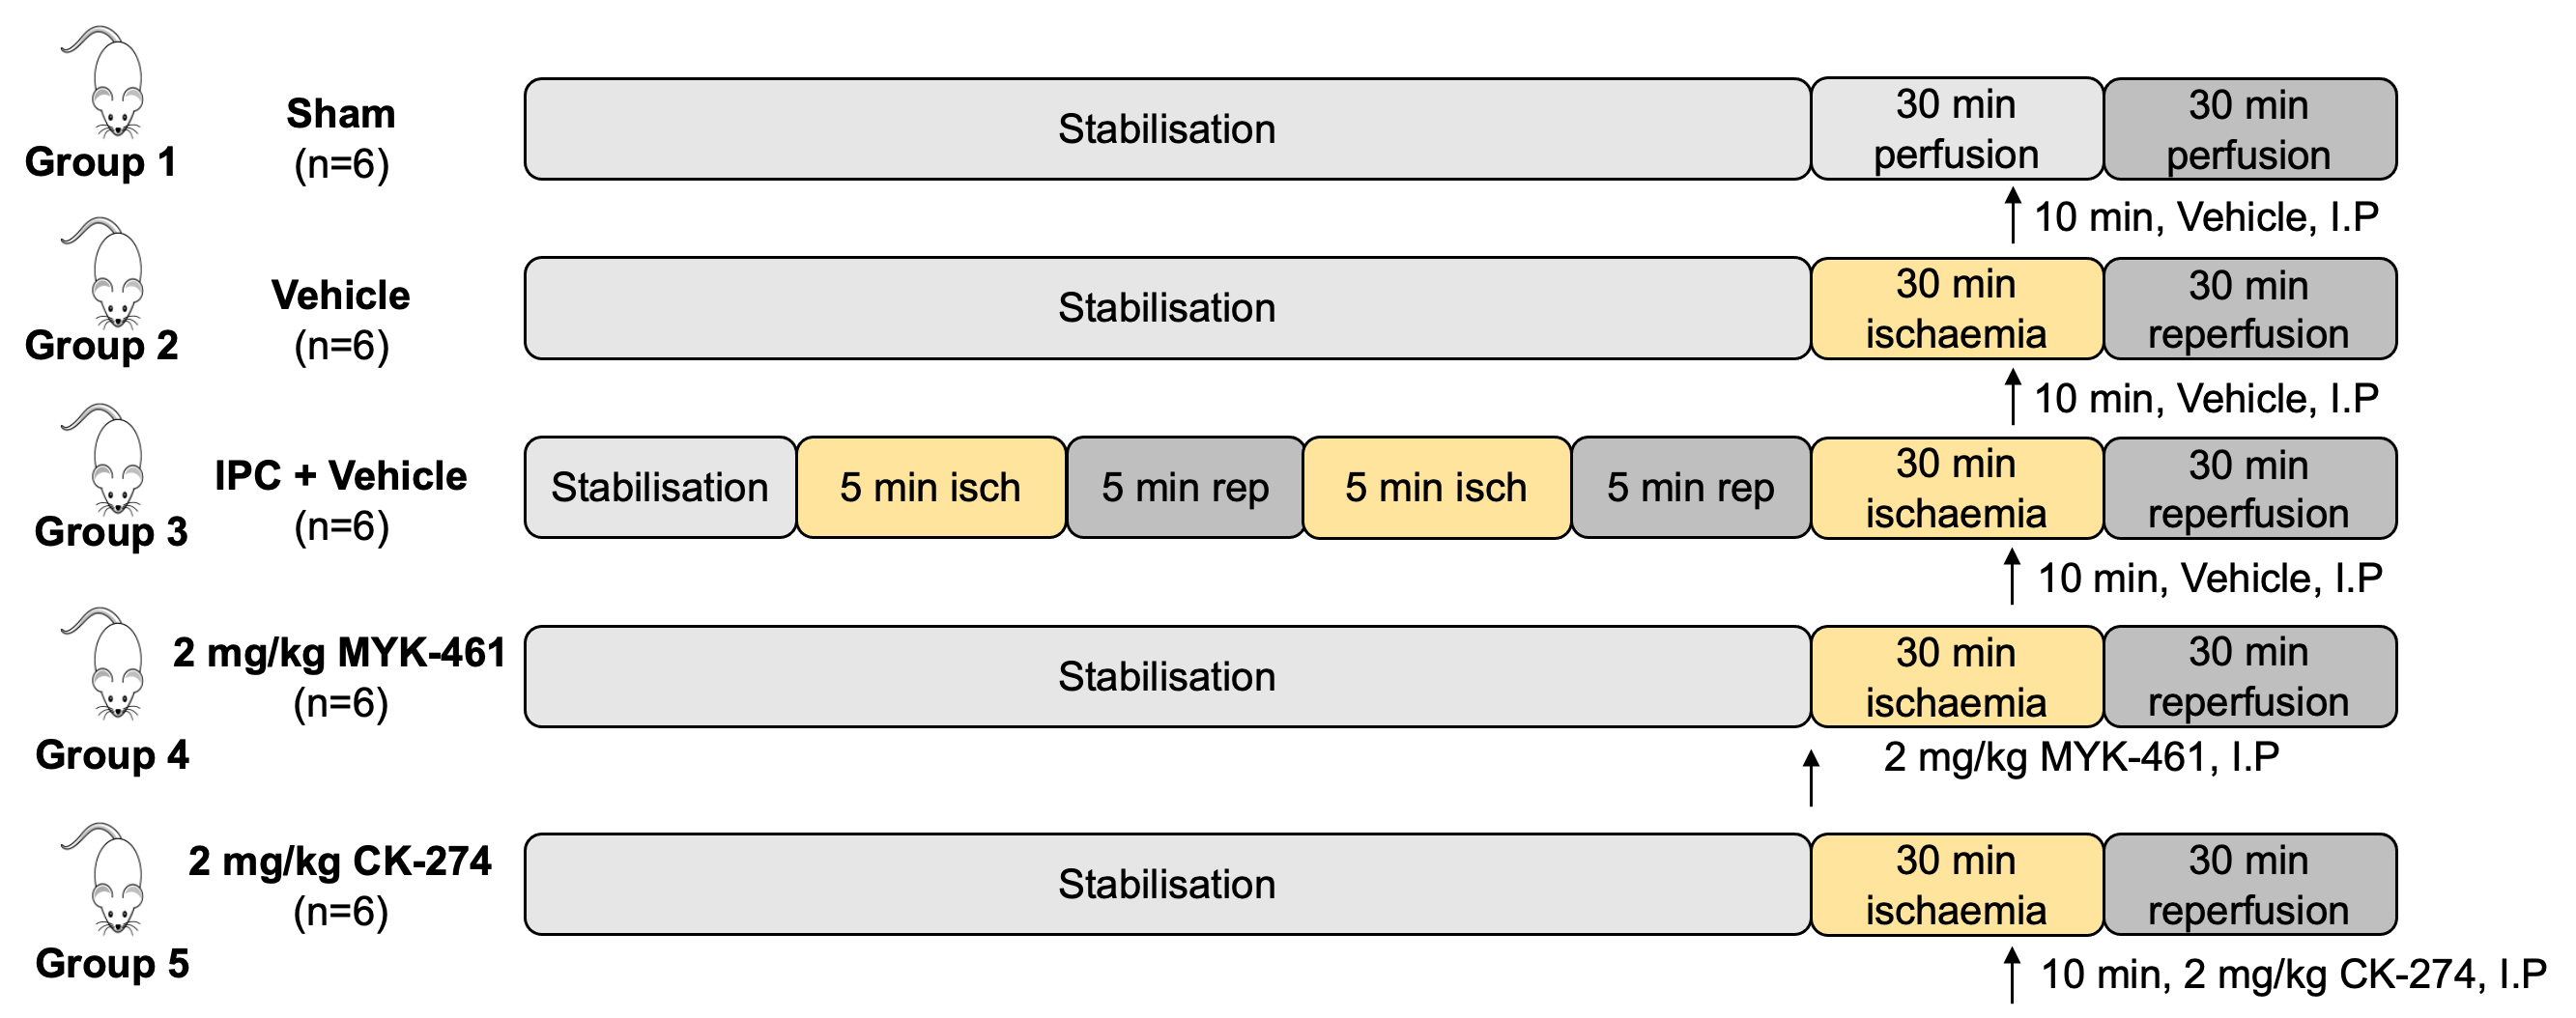 Group 1
Sham
(n=6)
Stabilisation
30 min
perfusion
30 min
perfusion
10 min, Vehicle, I.P
Group 2
Vehicle
(n=6)
Stabilisation
30 min
ischaemia
30 min
reperfusion
10 min, Vehicle, I.P
Group 3
IPC + Vehicle
(n=6)
Stabilisation
5 min isch
5 min rep
5 min isch
5 min rep
30 min
ischaemia
30 min
reperfusion
10 min, Vehicle, I.P
Group 4
2 mg/kg MYK-461
(n=6)
Stabilisation
30 min
ischaemia
30 min
reperfusion
2 mg/kg MYK-461, I.P
Group 5
2 mg/kg CK-274
(n=6)
Stabilisation
30 min
ischaemia
30 min
reperfusion
10 min, 2 mg/kg CK-274, I.P